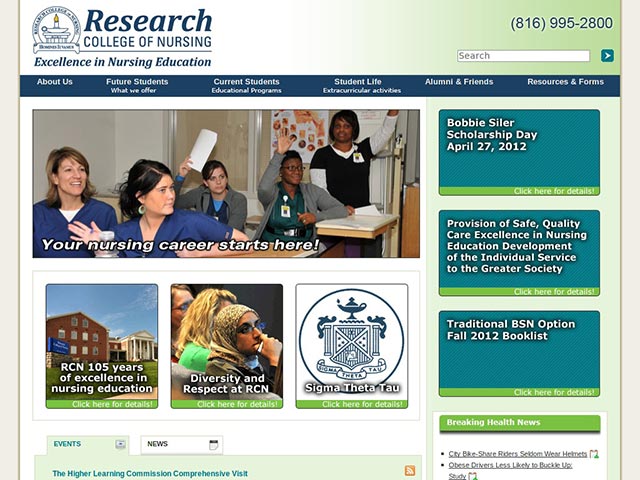 Research
COLLEGE OF NURSING
Excellence in Nursing Education
(816) 995-2800
Search
About Us
Future Students
What we offer
Current Students
Educational Programs
Student Life
Extracurricular activities
Alumni & Friends
Resources & Forms
Your nursing career starts here!
Bobbie Siler
Scholarship Day
April 27, 2012
Click here for details!
Provision of Safe, Quality
Care Excellence in Nursing
Education Development
of the Individual Service
to the Greater Society
Click here for details!
Traditional BSN Option
Fall 2012 Booklist
Click here for details!
RCN 105 years
of excellence in
nursing education
Click here for details!
Diversity and
Respect at RCN
Click here for details!
SIGMA THETA TAU
Sigma Theta Tau
Click here for details!
EVENTS
NEWS
The Higher Learning Commission Comprehensive Visit
Breaking Health News
City Bike-Share Riders Seldom Wear Helmets
Obese Drivers Less Likely to Buckle Up:
Study